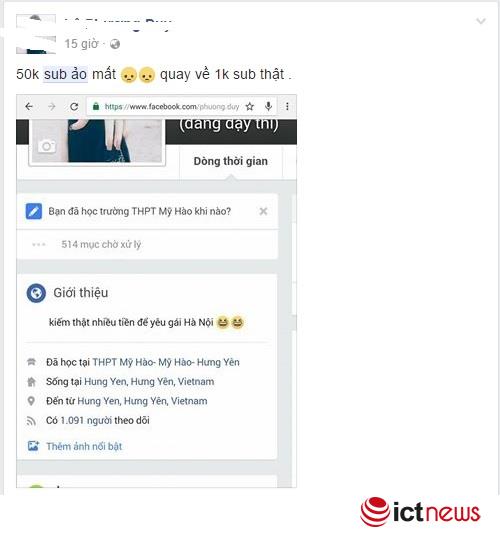 15 giờ ·
50k sub ảo mất 😞😞 quay về 1k sub thật .
https://www.facebook.com/phuong.duy
(đang dậy thì)
Dòng thời gian
Bạn đã học trường THPT Mỹ Hào khi nào?
514 mục chờ xử lý
Giới thiệu
kiếm thật nhiều tiền để yêu gái Hà Nội 😆😆
Đã học tại THPT Mỹ Hào- Mỹ Hào- Hưng Yên
Sống tại Hung Yen, Hưng Yên, Vietnam
Đến từ Hung Yen, Hưng Yên, Vietnam
Có 1.091 người theo dõi
Thêm ảnh nổi bật
ictnews